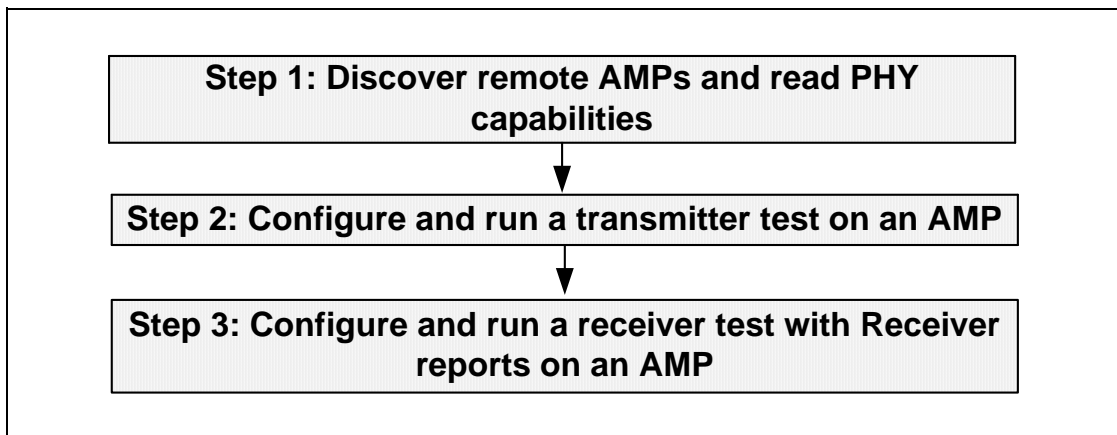 Step 1: Discover remote AMPs and read PHY
capabilities
Step 2: Configure and run a transmitter test on an AMP
Step 3: Configure and run a receiver test with Receiver
reports on an AMP